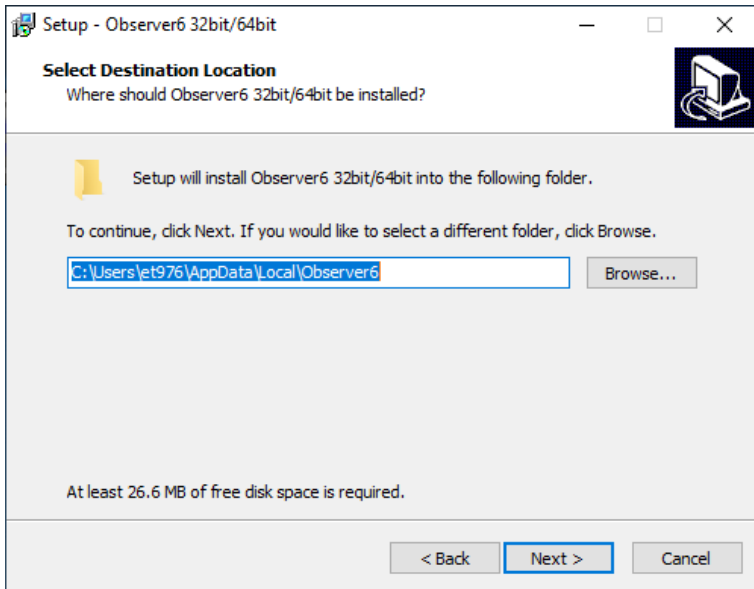 Setup - Observer6 32bit/64bit
Select Destination Location
Where should Observer6 32bit/64bit be installed?
Setup will install Observer6 32bit/64bit into the following folder.
To continue, click Next. If you would like to select a different folder, click Browse.
C:\Users\et976\AppData\Local\Observer6
Browse...
At least 26.6 MB of free disk space is required.
< Back
Next >
Cancel